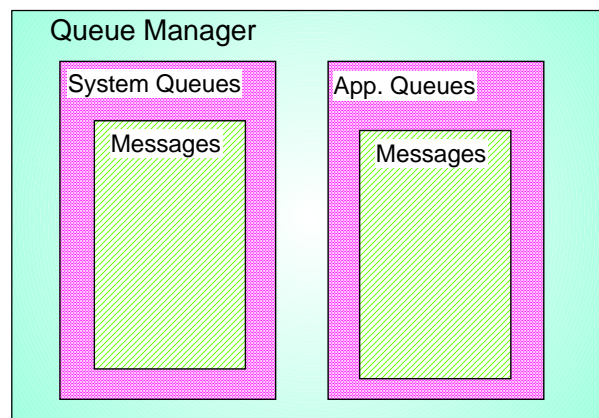 Queue Manager
System Queues
App. Queues
Messages
Messages